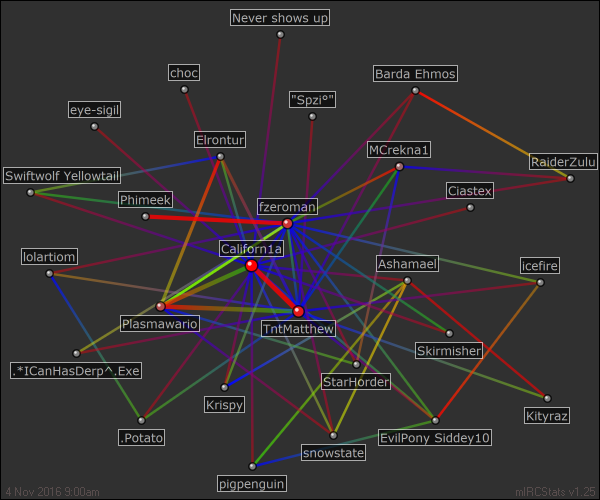 Never shows up
choc
Barda Ehmos
"Spzi°"
eye-sigil
Elrontur
MCrekna1
RaiderZulu
Swiftwolf Yellowtail
Phimeek
fzeroman
Ciastex
Californ1a
lolartiom
Ashamael
icefire
Plasmawario
TntMatthew
Skirmisher
.*ICanHasDerp^.Exe
StarHorder
Krispy
Kityraz
.Potato
EvilPony Siddey10
snowstate
pigpenguin
4 Nov 2016 9:00am
mIRCStats v1.25